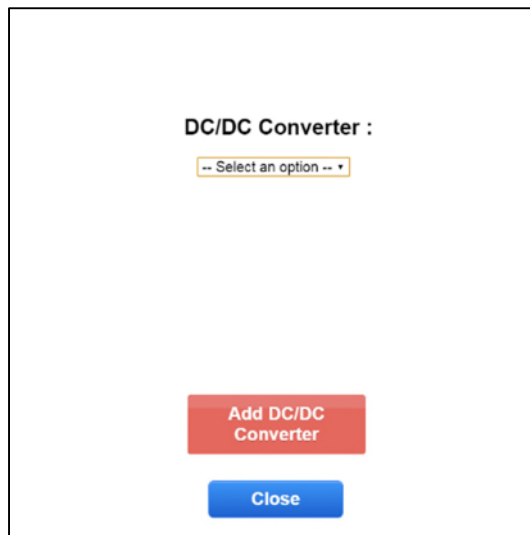 DC/DC Converter :
-- Select an option --
Add DC/DC
Converter
Close